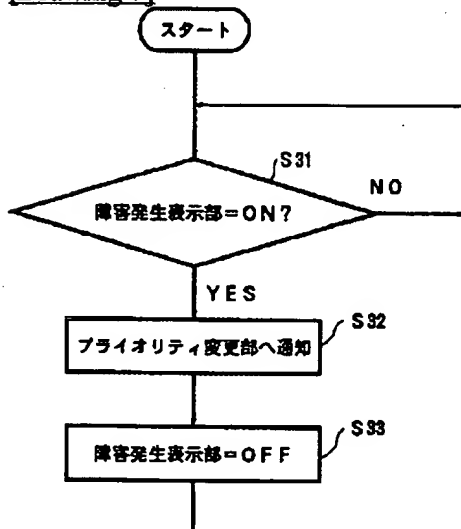 スタート
S31
NO
障害発生表示部=ON?
YES
S32
プライオリティ変更部へ通知
S33
障害発生表示部=OFF